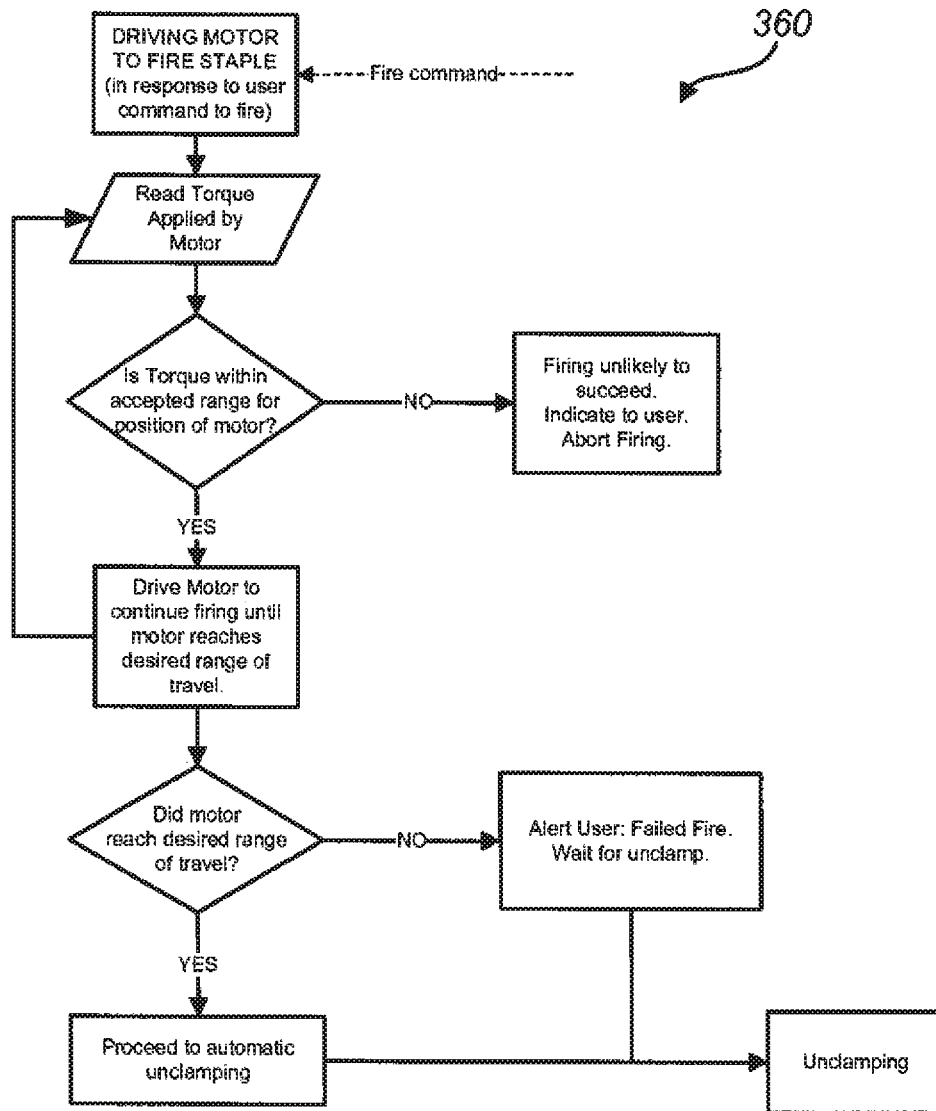 360
DRIVING MOTOR
TO FIRE STAPLE
(in response to user
command to fire)
Fire command
Read Torque
Applied by
Motor
Is Torque within
accepted range for
position of motor?
NO
Firing unlikely to
succeed.
Indicate to user.
Abort Firing.
YES
Drive Motor to
continue firing until
motor reaches
desired range of
travel.
Did motor
reach desired range
of travel?
NO
Alert User: Failed Fire.
Wait for unclamp.
YES
Proceed to automatic
unclamping
Unclamping